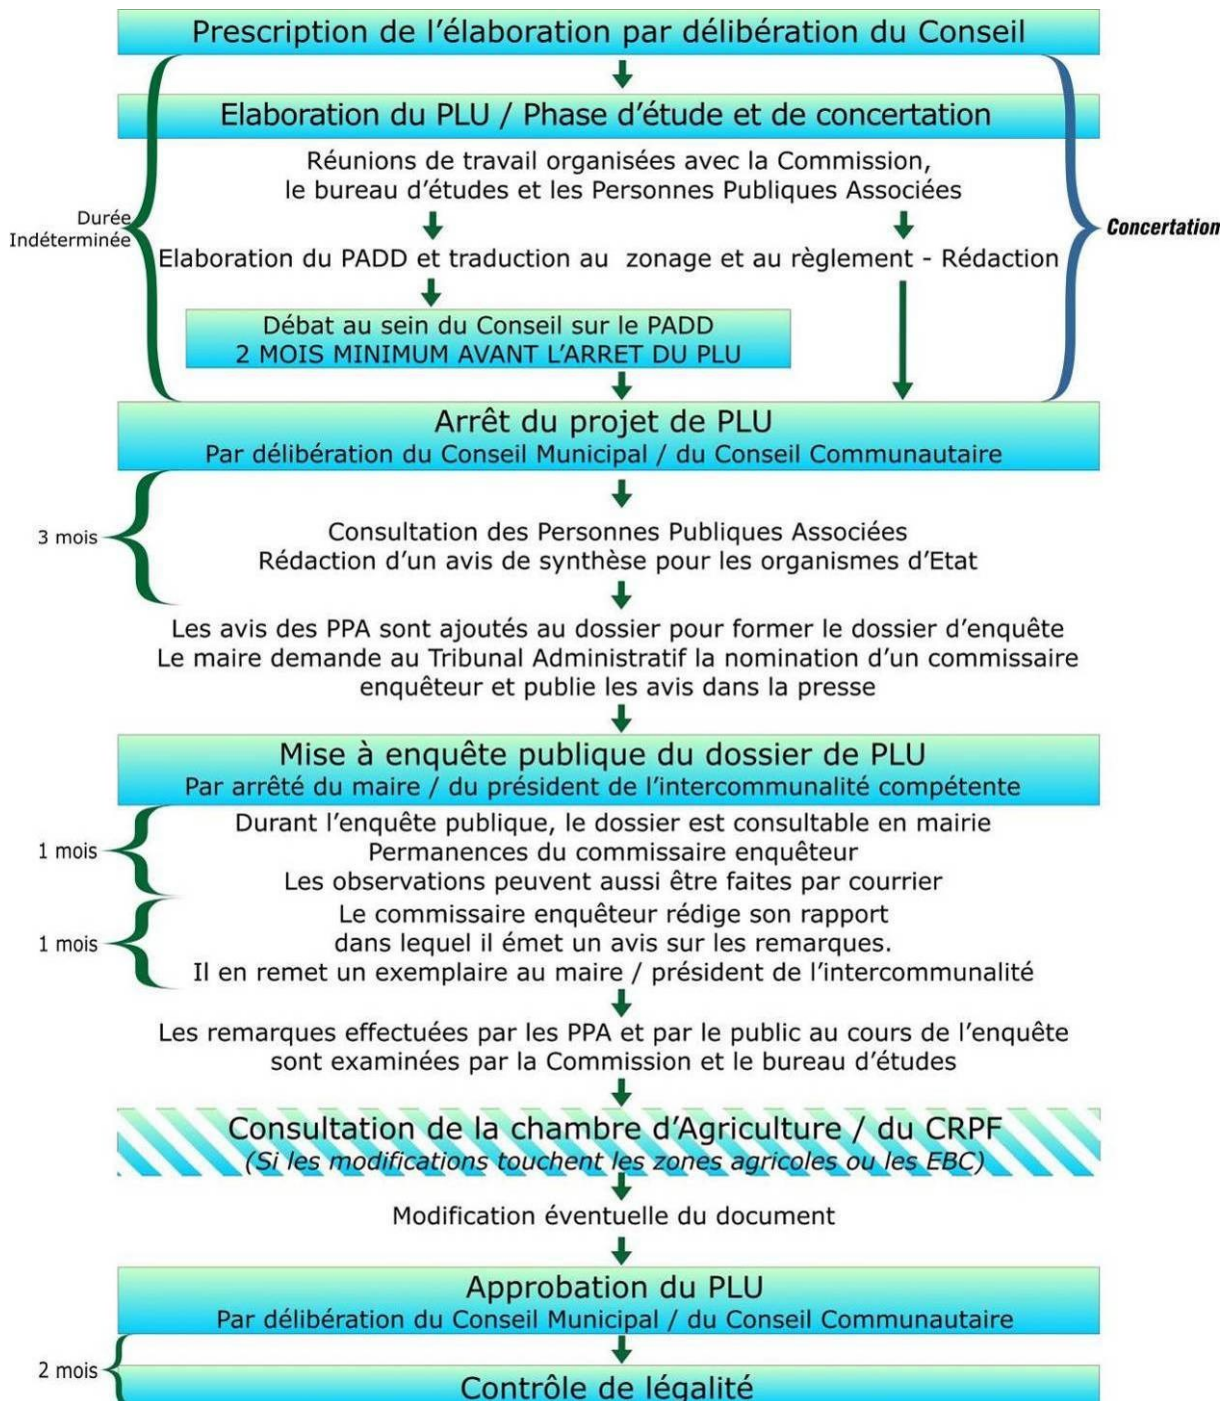 Prescription de l'élaboration par délibération du Conseil
Elaboration du PLU / Phase d'étude et de concertation
Réunions de travail organisées avec la Commission,
le bureau d'études et les Personnes Publiques Associées
Durée
Indéterminée
Concertation
Elaboration du PADD et traduction au zonage et au règlement - Rédaction
Débat au sein du Conseil sur le PADD
2 MOIS MINIMUM AVANT L'ARRET DU PLU
Arrêt du projet de PLU
Par délibération du Conseil Municipal / du Conseil Communautaire
3 mois
Consultation des Personnes Publiques Associées
Rédaction d'un avis de synthèse pour les organismes d'Etat
Les avis des PPA sont ajoutés au dossier pour former le dossier d'enquête
Le maire demande au Tribunal Administratif la nomination d'un commissaire
enquêteur et publie les avis dans la presse
Mise à enquête publique du dossier de PLU
Par arrêté du maire / du président de l'intercommunalité compétente
1 mois
Durant l'enquête publique, le dossier est consultable en mairie
Permanences du commissaire enquêteur
Les observations peuvent aussi être faites par courrier
1 mois
Le commissaire enquêteur rédige son rapport
dans lequel il émet un avis sur les remarques.
Il en remet un exemplaire au maire / président de l'intercommunalité
Les remarques effectuées par les PPA et par le public au cours de l'enquête
sont examinées par la Commission et le bureau d'études
Consultation de la chambre d'Agriculture / du CRPF
(Si les modifications touchent les zones agricoles ou les EBC)
Modification éventuelle du document
Approbation du PLU
Par délibération du Conseil Municipal / du Conseil Communautaire
2 mois
Contrôle de légalité